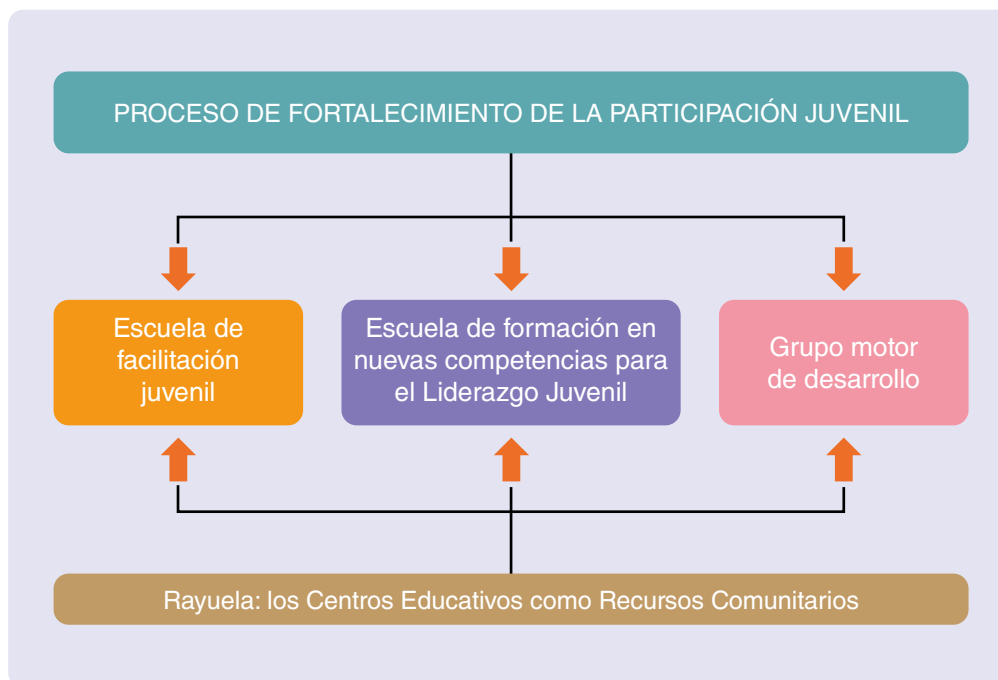 PROCESO DE FORTALECIMIENTO DE LA PARTICIPACIÓN JUVENIL
Escuela de
facilitación
juvenil
Escuela de formación en
nuevas competencias para
el Liderazgo Juvenil
Grupo motor
de desarrollo
Rayuela: los Centros Educativos como Recursos Comunitarios